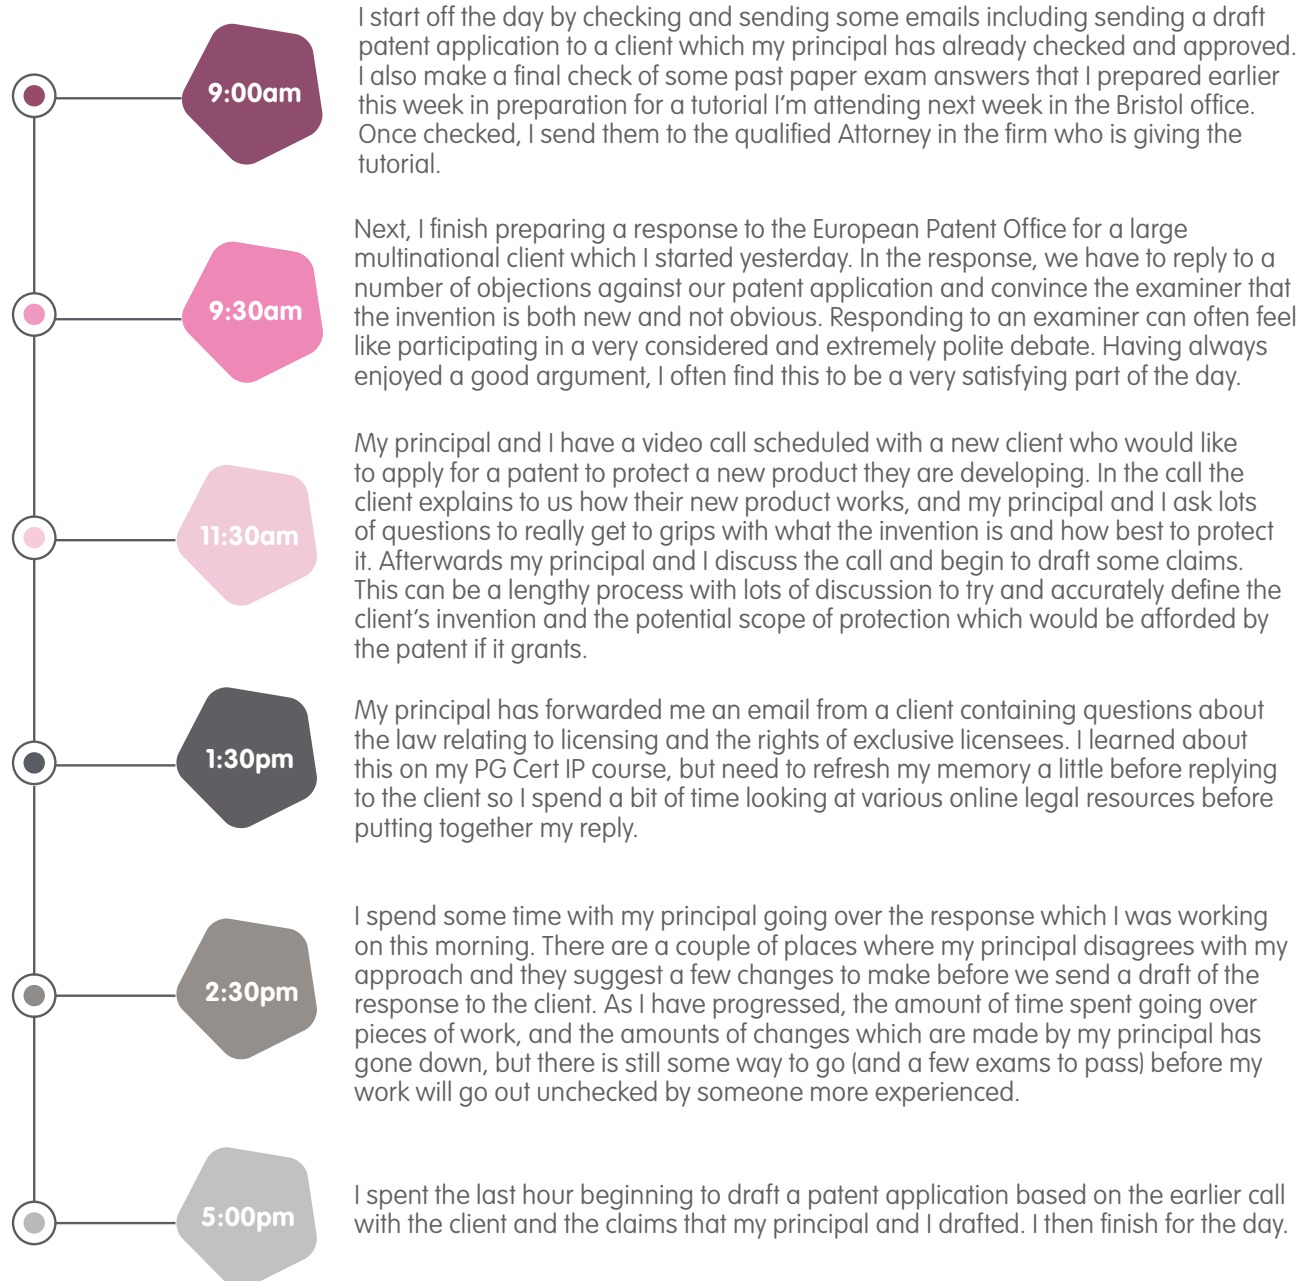 9:00am
I start off the day by checking and sending some emails including sending a draft
patent application to a client which my principal has already checked and approved.
I also make a final check of some past paper exam answers that I prepared earlier
this week in preparation for a tutorial I'm attending next week in the Bristol office.
Once checked, I send them to the qualified Attorney in the firm who is giving the
tutorial.
9:30am
Next, I finish preparing a response to the European Patent Office for a large
multinational client which I started yesterday. In the response, we have to reply to a
number of objections against our patent application and convince the examiner that
the invention is both new and not obvious. Responding to an examiner can often feel
like participating in a very considered and extremely polite debate. Having always
enjoyed a good argument, I often find this to be a very satisfying part of the day.
11:30am
My principal and I have a video call scheduled with a new client who would like
to apply for a patent to protect a new product they are developing. In the call the
client explains to us how their new product works, and my principal and I ask lots
of questions to really get to grips with what the invention is and how best to protect
it. Afterwards my principal and I discuss the call and begin to draft some claims.
This can be a lengthy process with lots of discussion to try and accurately define the
client's invention and the potential scope of protection which would be afforded by
the patent if it grants.
1:30pm
My principal has forwarded me an email from a client containing questions about
the law relating to licensing and the rights of exclusive licensees. I learned about
this on my PG Cert IP course, but need to refresh my memory a little before replying
to the client so I spend a bit of time looking at various online legal resources before
putting together my reply.
2:30pm
I spend some time with my principal going over the response which I was working
on this morning. There are a couple of places where my principal disagrees with my
approach and they suggest a few changes to make before we send a draft of the
response to the client. As I have progressed, the amount of time spent going over
pieces of work, and the amounts of changes which are made by my principal has
gone down, but there is still some way to go (and a few exams to pass) before my
work will go out unchecked by someone more experienced.
5:00pm
I spent the last hour beginning to draft a patent application based on the earlier call
with the client and the claims that my principal and I drafted. I then finish for the day.